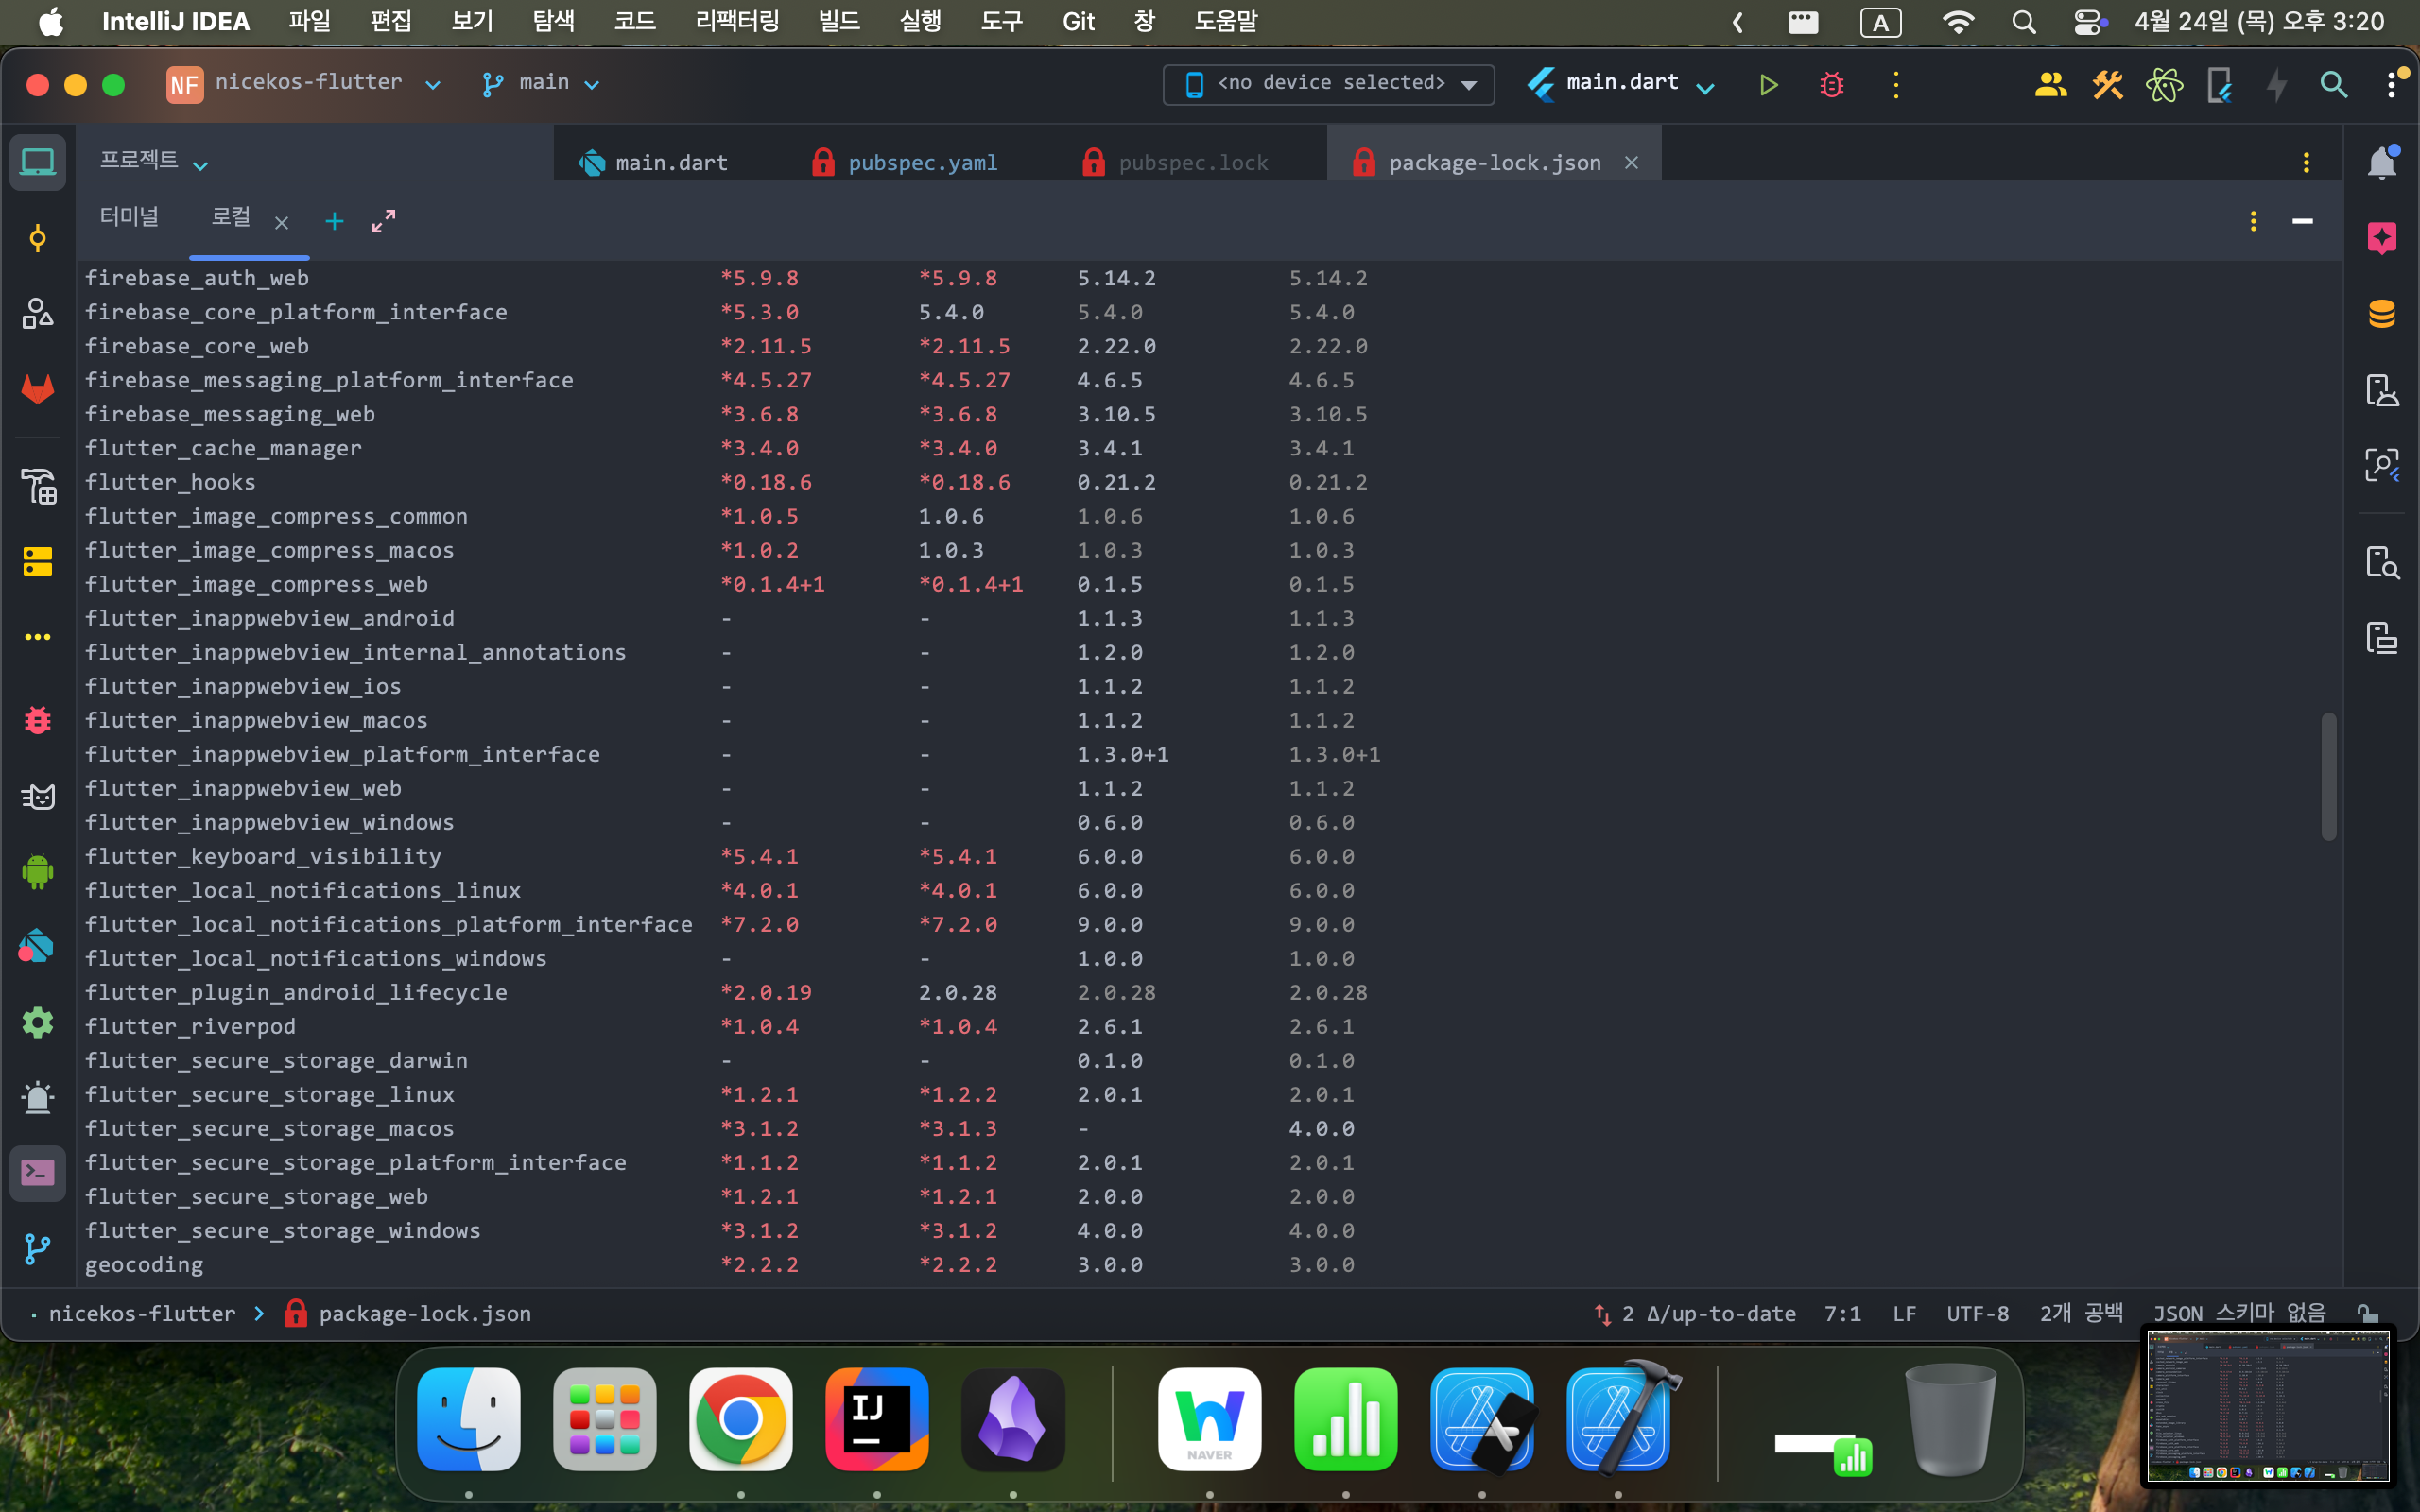 IntelliJ IDEA 파일 편집 보기 탐색 코드 리팩터링 빌드 실행 도구 Git 창 도움말 A 4월 24일 (목) 오후 3:20
NF nicekos-flutter main <no device selected> main.dart
프로젝트 main.dart pubspec.yaml pubspec.lock package-lock.json
터미널 로컬
firebase_auth_web *5.9.8 *5.9.8 5.14.2 5.14.2
firebase_core_platform_interface *5.3.0 5.4.0 5.4.0 5.4.0
firebase_core_web *2.11.5 *2.11.5 2.22.0 2.22.0
firebase_messaging_platform_interface *4.5.27 *4.5.27 4.6.5 4.6.5
firebase_messaging_web *3.6.8 *3.6.8 3.10.5 3.10.5
flutter_cache_manager *3.4.0 *3.4.0 3.4.1 3.4.1
flutter_hooks *0.18.6 *0.18.6 0.21.2 0.21.2
flutter_image_compress_common *1.0.5 1.0.6 1.0.6 1.0.6
flutter_image_compress_macos *1.0.2 1.0.3 1.0.3 1.0.3
flutter_image_compress_web *0.1.4+1 *0.1.4+1 0.1.5 0.1.5
flutter_inappwebview_android - - 1.1.3 1.1.3
flutter_inappwebview_internal_annotations - - 1.2.0 1.2.0
flutter_inappwebview_ios - - 1.1.2 1.1.2
flutter_inappwebview_macos - - 1.1.2 1.1.2
flutter_inappwebview_platform_interface - - 1.3.0+1 1.3.0+1
flutter_inappwebview_web - - 1.1.2 1.1.2
flutter_inappwebview_windows - - 0.6.0 0.6.0
flutter_keyboard_visibility *5.4.1 *5.4.1 6.0.0 6.0.0
flutter_local_notifications_linux *4.0.1 *4.0.1 6.0.0 6.0.0
flutter_local_notifications_platform_interface *7.2.0 *7.2.0 9.0.0 9.0.0
flutter_local_notifications_windows - - 1.0.0 1.0.0
flutter_plugin_android_lifecycle *2.0.19 2.0.28 2.0.28 2.0.28
flutter_riverpod *1.0.4 *1.0.4 2.6.1 2.6.1
flutter_secure_storage_darwin - - 0.1.0 0.1.0
flutter_secure_storage_linux *1.2.1 *1.2.2 2.0.1 2.0.1
flutter_secure_storage_macos *3.1.2 *3.1.3 - 4.0.0
flutter_secure_storage_platform_interface *1.1.2 *1.1.2 2.0.1 2.0.1
flutter_secure_storage_web *1.2.1 *1.2.1 2.0.0 2.0.0
flutter_secure_storage_windows *3.1.2 *3.1.2 4.0.0 4.0.0
geocoding *2.2.2 *2.2.2 3.0.0 3.0.0
nicekos-flutter package-lock.json 2 Δ/up-to-date 7:1 LF UTF-8 2개 공백 JSON 스키마 없음
IJ
NAVER